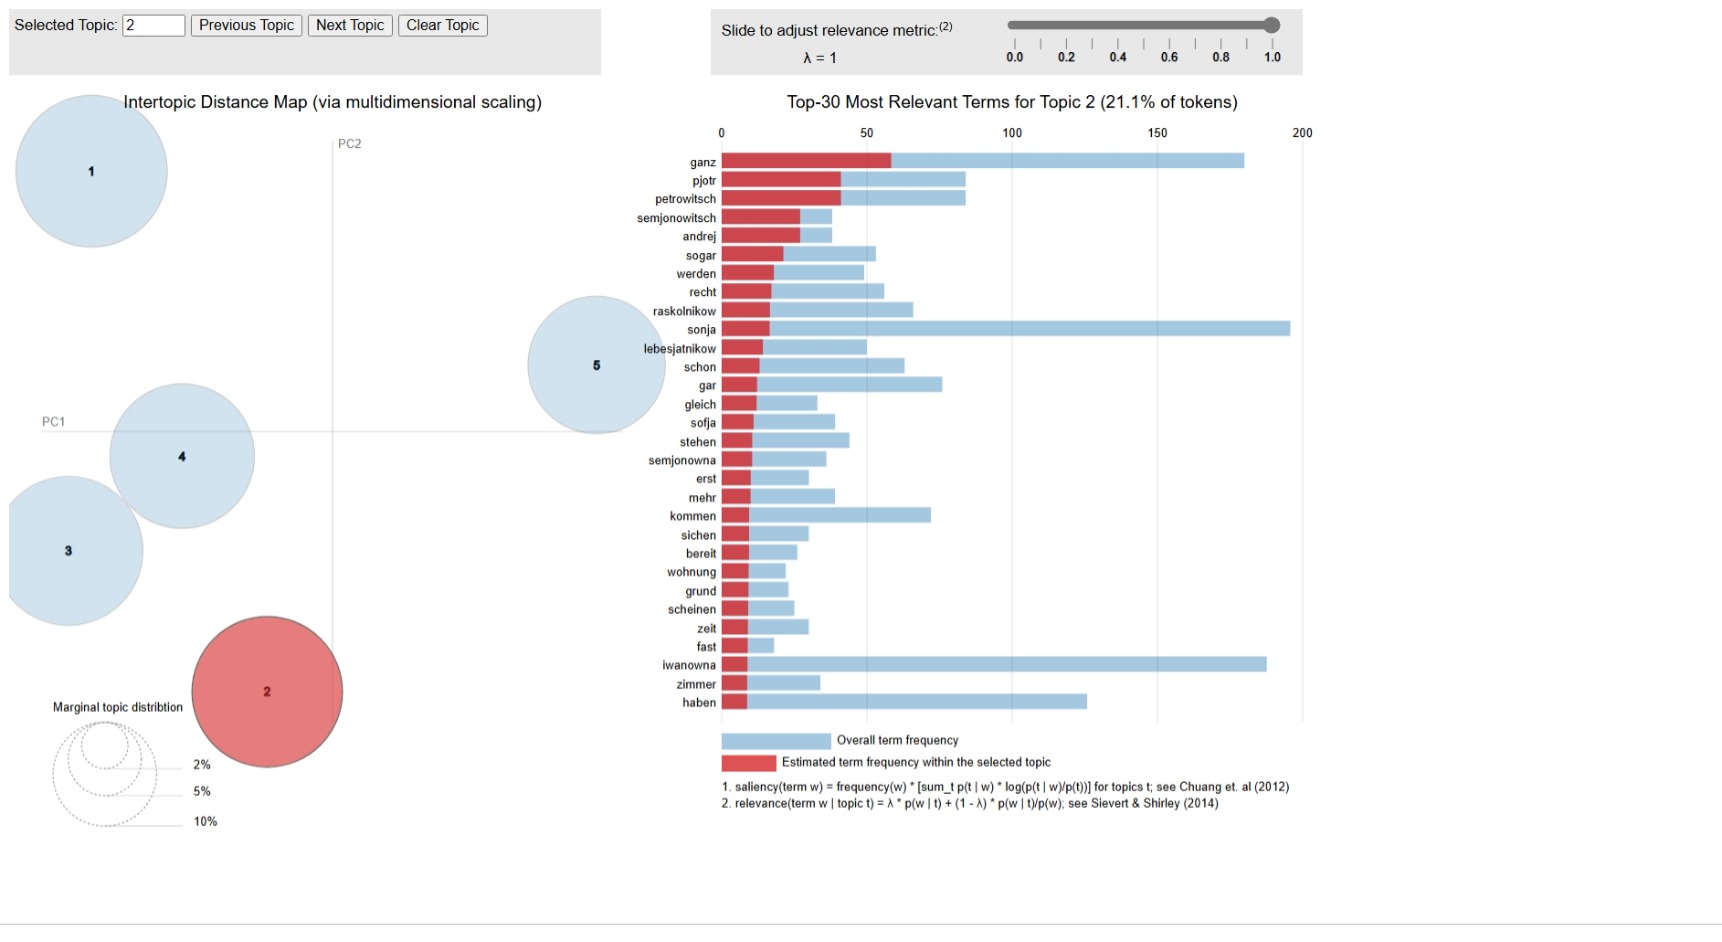 Selected Topic: 2 Previous Topic Next Topic Clear Topic
Slide to adjust relevance metric:(2)
λ = 1
0.0 0.2 0.4 0.6 0.8 1.0
Intertopic Distance Map (via multidimensional scaling)
PC2
PC1
1
5
4
3
2
Marginal topic distribtion
2%
5%
10%
Top-30 Most Relevant Terms for Topic 2 (21.1% of tokens)
0 50 100 150 200
ganz
pjotr
petrowitsch
semjonowitsch
andrej
sogar
werden
recht
raskolnikow
sonja
lebesjatnikow
schon
gar
gleich
sofja
stehen
semjonowna
erst
mehr
kommen
sichen
bereit
wohnung
grund
scheinen
zeit
fast
iwanowna
zimmer
haben
Overall term frequency
Estimated term frequency within the selected topic
1. saliency(term w) = frequency(w) * [sum_t p(t | w) * log(p(t | w)/p(t))] for topics t; see Chuang et. al (2012)
2. relevance(term w | topic t) = λ * p(w | t) + (1 - λ) * p(w | t)/p(w); see Sievert & Shirley (2014)